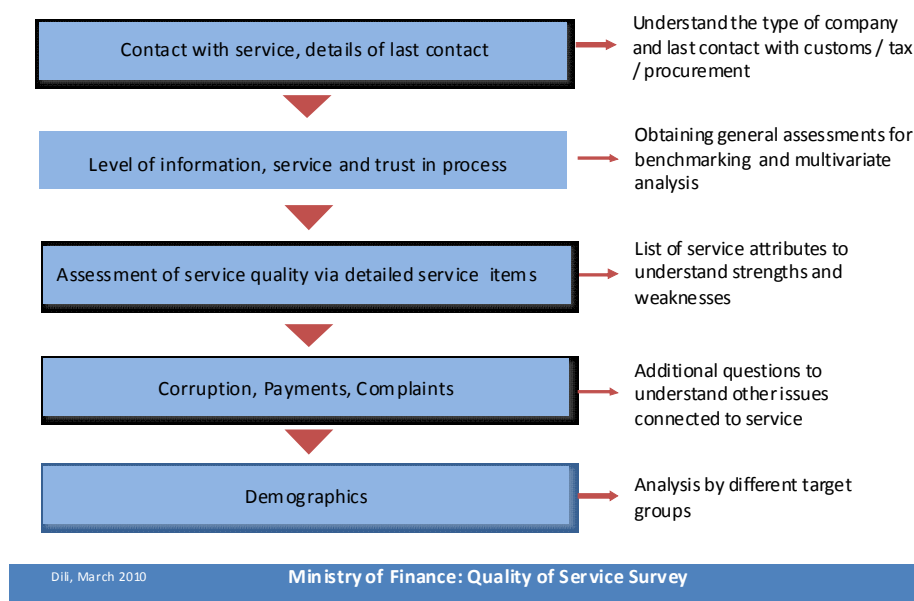 Contact with service, details of last contact
Understand the type of company
and last contact with customs / tax
/ procurement
Level of information, service and trust in process
Obtaining general assessments for
benchmarking and multivariate
analysis
Assessment of service quality via detailed service items
List of service attributes to
understand strengths and
weaknesses
Corruption, Payments, Complaints
Additional questions to
understand other issues
connected to service
Demographics
Analysis by different target
groups
Dili, March 2010
Ministry of Finance: Quality of Service Survey